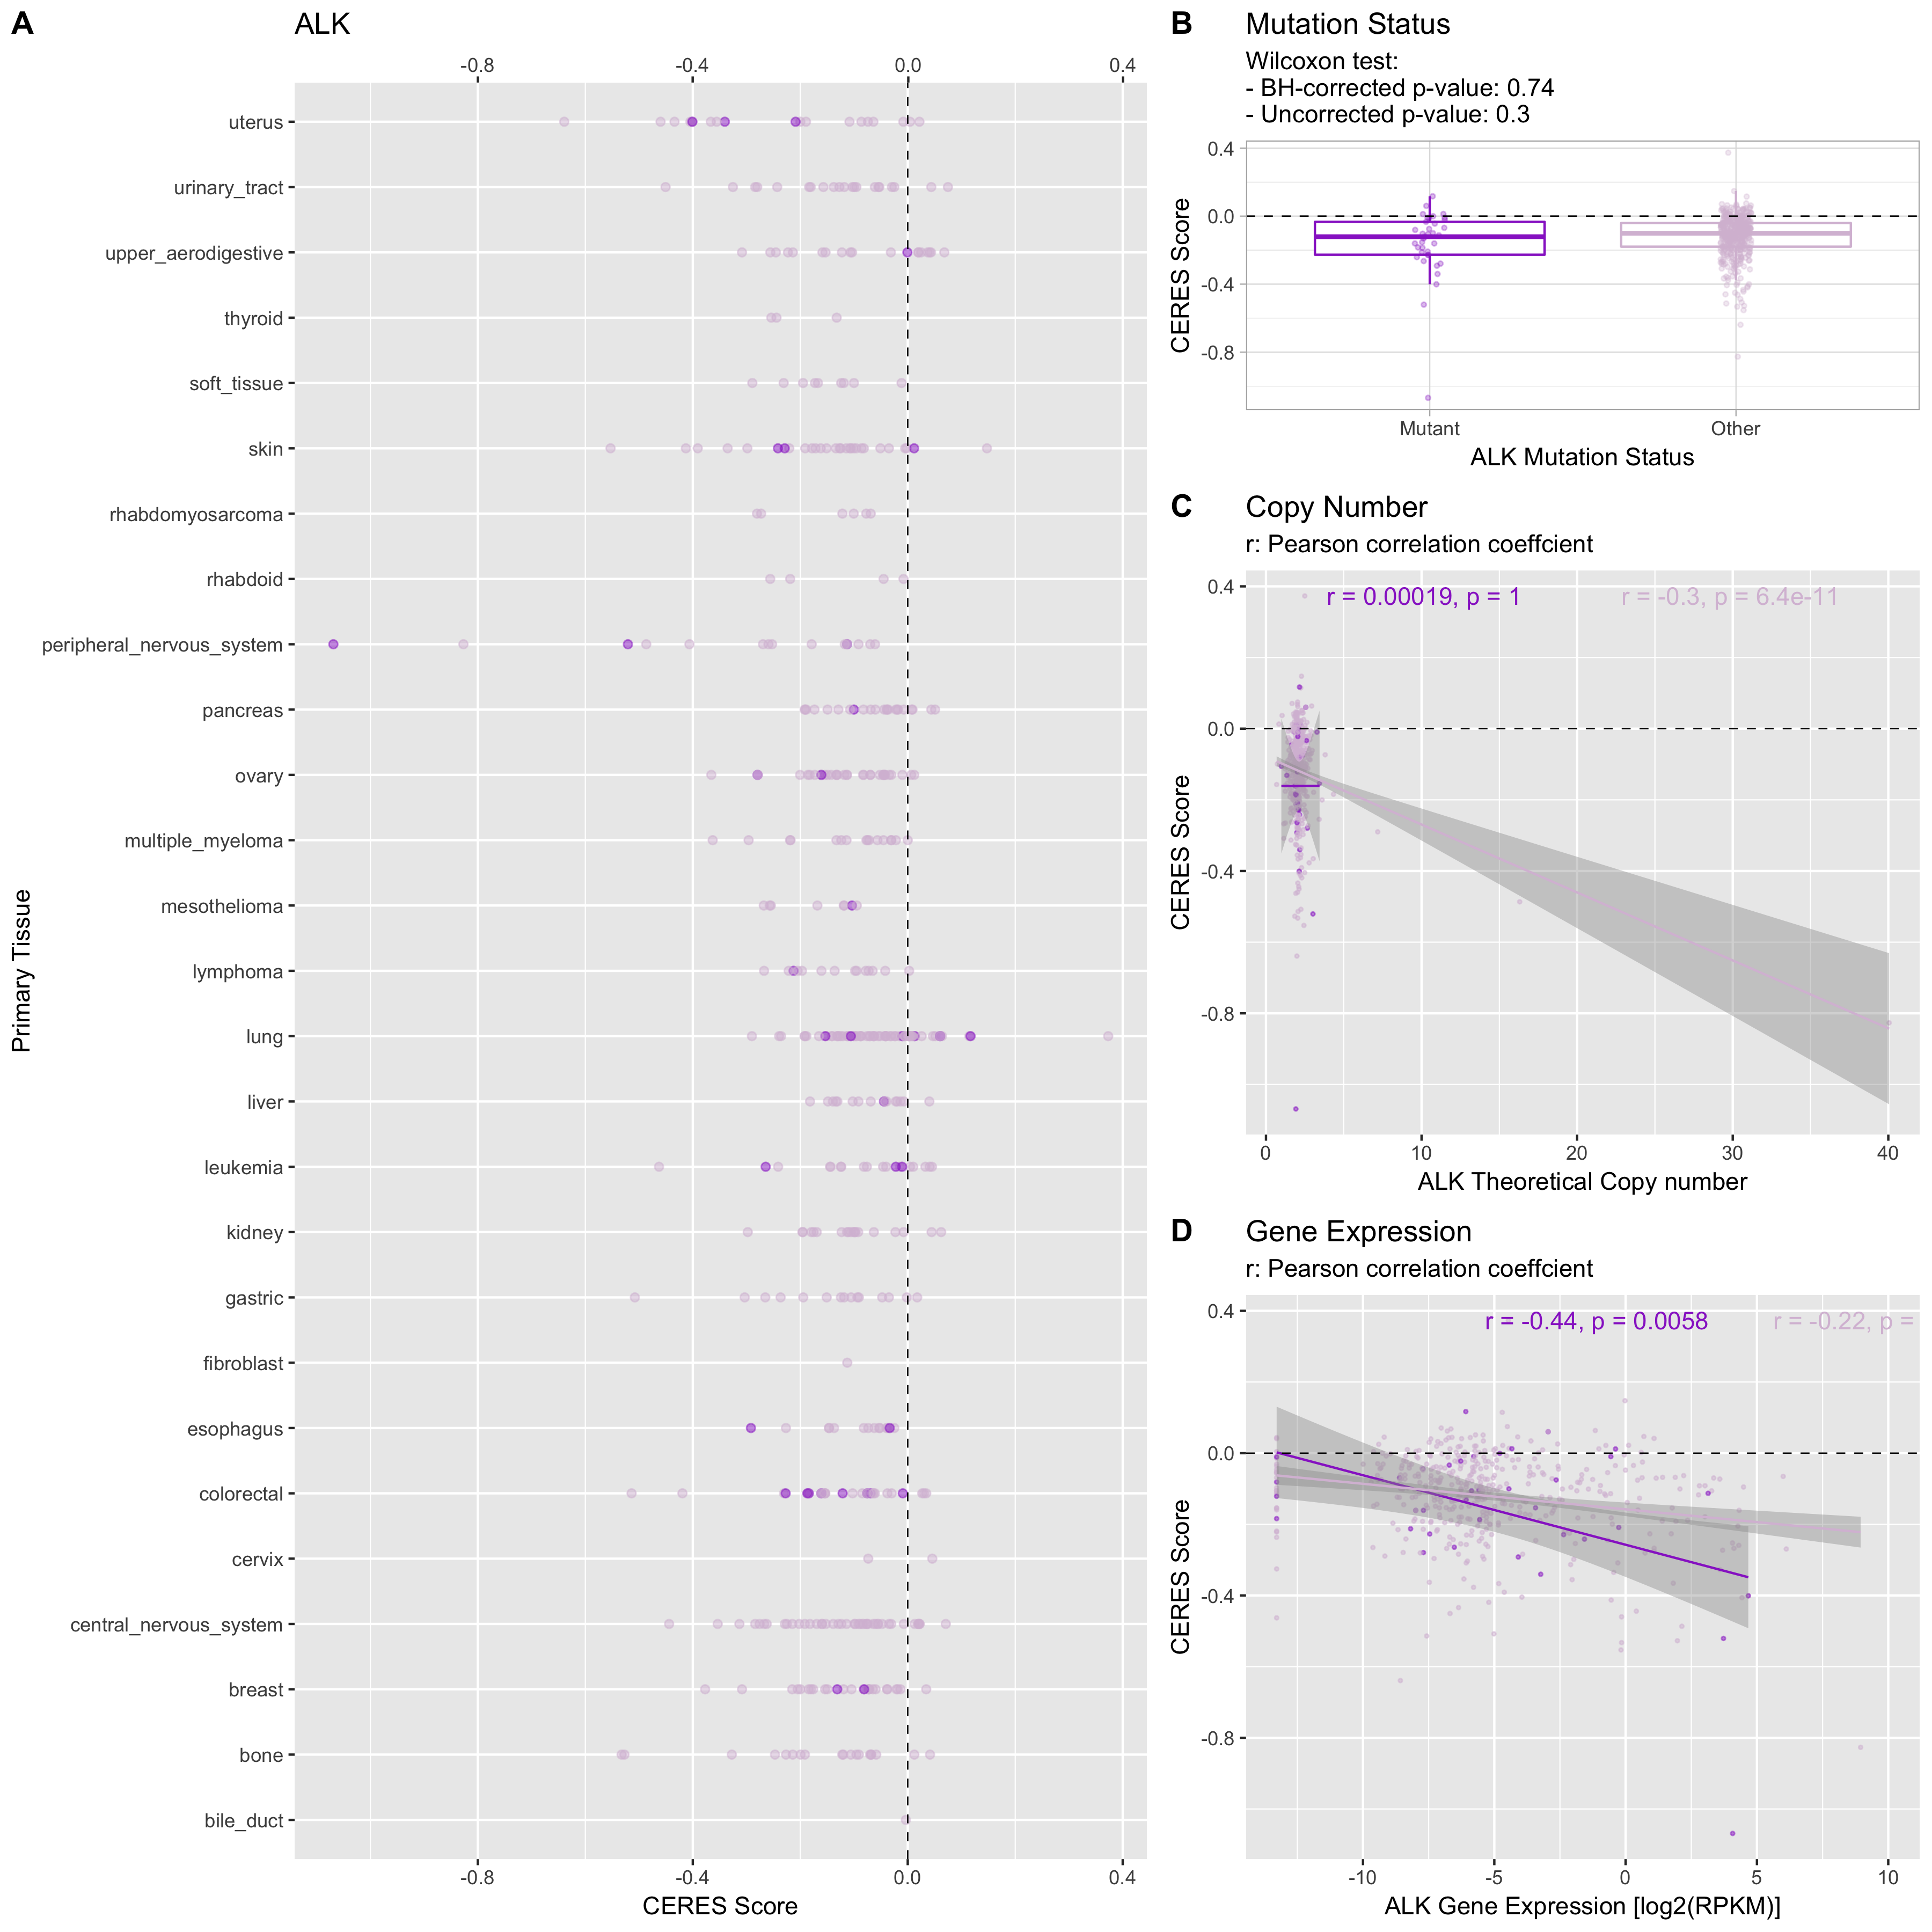 A
ALK
-0.8
-0.4
0.0
0.4
Primary Tissue
uterus
urinary_tract
upper_aerodigestive
thyroid
soft_tissue
skin
rhabdomyosarcoma
rhabdoid
peripheral_nervous_system
pancreas
ovary
multiple_myeloma
mesothelioma
lymphoma
lung
liver
leukemia
kidney
gastric
fibroblast
esophagus
colorectal
cervix
central_nervous_system
breast
bone
bile_duct
-0.8
-0.4
0.0
0.4
CERES Score
B
Mutation Status
Wilcoxon test:
- BH-corrected p-value: 0.74
- Uncorrected p-value: 0.3
CERES Score
0.4
0.0
-0.4
-0.8
Mutant
Other
ALK Mutation Status
C
Copy Number
r: Pearson correlation coeffcient
r = 0.00019, p = 1
r = -0.3, p = 6.4e-11
CERES Score
0.4
0.0
-0.4
-0.8
0
10
20
30
40
ALK Theoretical Copy number
D
Gene Expression
r: Pearson correlation coeffcient
r = -0.44, p = 0.0058
r = -0.22, p =
CERES Score
0.4
0.0
-0.4
-0.8
-10
-5
0
5
10
ALK Gene Expression [log2(RPKM)]